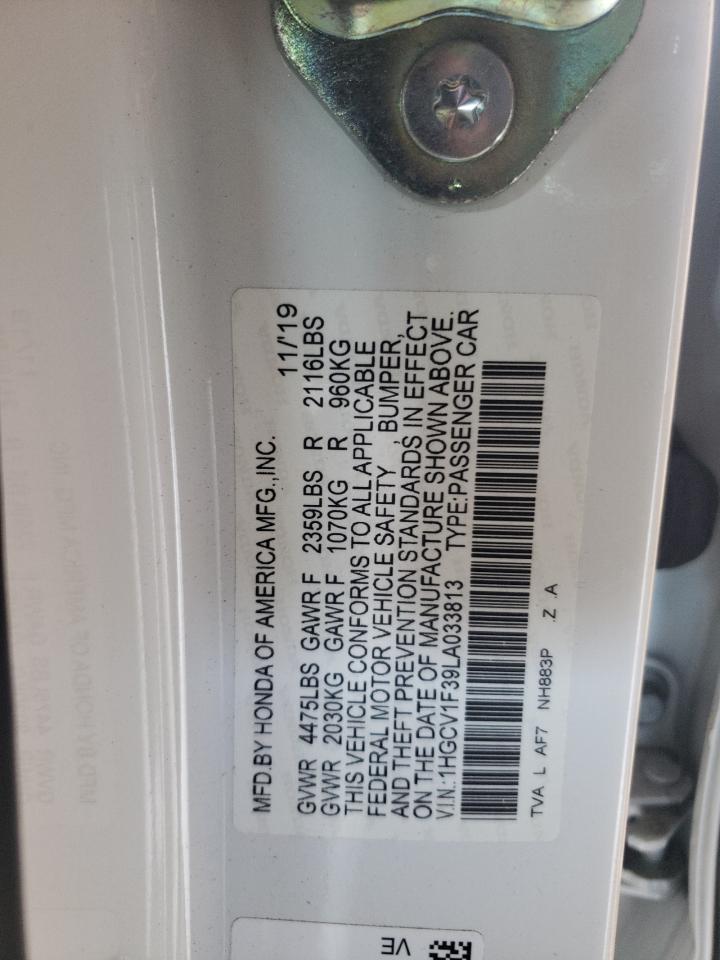 MFD.BY HONDA OF AMERICA MFG.,INC. 11/'19
GVWR 4475LBS GAWR F 2359LBS R 2116LBS
GVWR 2030KG GAWR F 1070KG R 960KG
THIS VEHICLE CONFORMS TO ALL APPLICABLE
FEDERAL MOTOR VEHICLE SAFETY , BUMPER,
AND THEFT PREVENTION STANDARDS IN EFFECT
ON THE DATE OF MANUFACTURE SHOWN ABOVE.
V.I.N.:1HGCV1F39LA033813 TYPE:PASSENGER CAR
TVA L AF7 NH883P .Z .A
VE